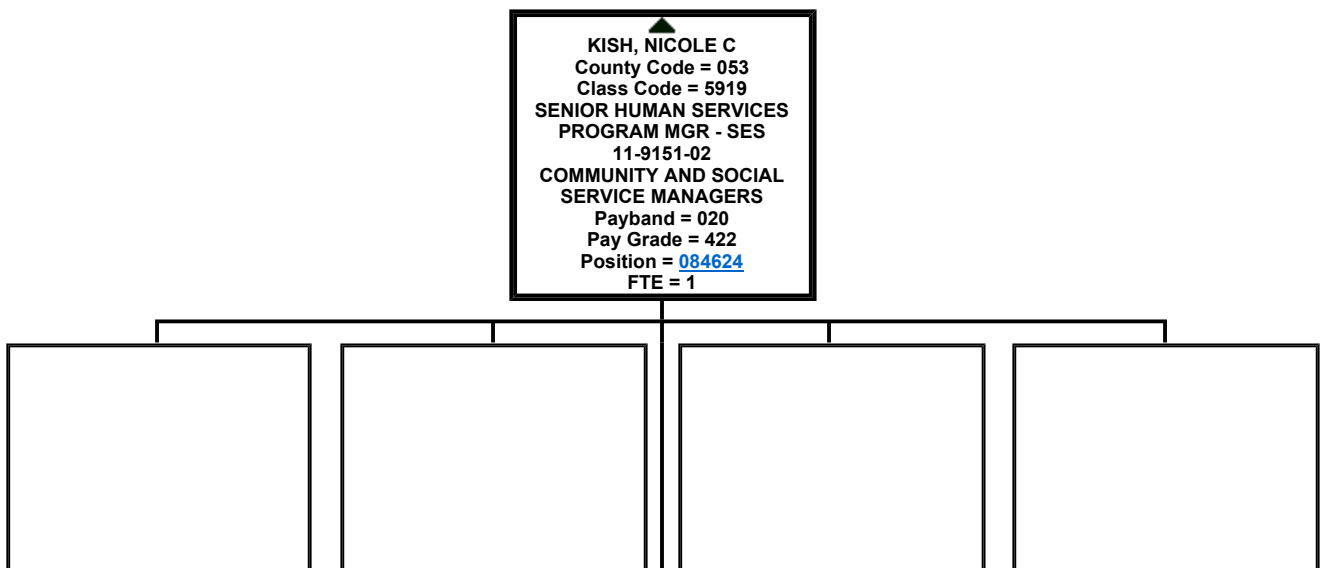 KISH, NICOLE C
County Code = 053
Class Code = 5919
SENIOR HUMAN SERVICES
PROGRAM MGR - SES
11-9151-02
COMMUNITY AND SOCIAL
SERVICE MANAGERS
Payband = 020
Pay Grade = 422
Position = 084624
FTE = 1